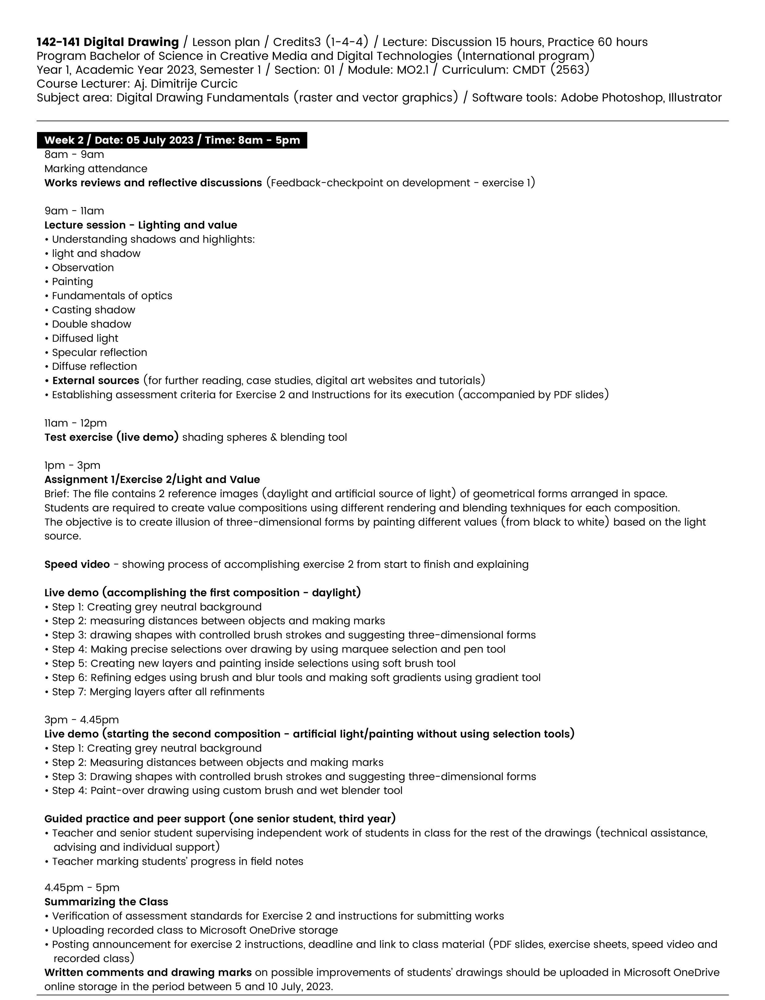 142-141 Digital Drawing / Lesson plan / Credits3 (1-4-4) / Lecture: Discussion 15 hours, Practice 60 hours
Program Bachelor of Science in Creative Media and Digital Technologies (International program)
Year 1, Academic Year 2023, Semester 1 / Section: 01 / Module: MO2.1 / Curriculum: CMDT (2563)
Course Lecturer: Aj. Dimitrije Curcic
Subject area: Digital Drawing Fundamentals (raster and vector graphics) / Software tools: Adobe Photoshop, Illustrator
Week 2 / Date: 05 July 2023 / Time: 8am - 5pm
8am - 9am
Marking attendance
Works reviews and reflective discussions (Feedback-checkpoint on development - exercise 1)
9am - 11am
Lecture session - Lighting and value
• Understanding shadows and highlights:
• light and shadow
• Observation
• Painting
• Fundamentals of optics
• Casting shadow
• Double shadow
• Diffused light
• Specular reflection
• Diffuse reflection
• External sources (for further reading, case studies, digital art websites and tutorials)
• Establishing assessment criteria for Exercise 2 and Instructions for its execution (accompanied by PDF slides)
11am - 12pm
Test exercise (live demo) shading spheres & blending tool
1pm - 3pm
Assignment 1/Exercise 2/Light and Value
Brief: The file contains 2 reference images (daylight and artificial source of light) of geometrical forms arranged in space.
Students are required to create value compositions using different rendering and blending texhniques for each composition.
The objective is to create illusion of three-dimensional forms by painting different values (from black to white) based on the light
source.
Speed video - showing process of accomplishing exercise 2 from start to finish and explaining
Live demo (accomplishing the first composition - daylight)
• Step 1: Creating grey neutral background
• Step 2: measuring distances between objects and making marks
• Step 3: drawing shapes with controlled brush strokes and suggesting three-dimensional forms
• Step 4: Making precise selections over drawing by using marquee selection and pen tool
• Step 5: Creating new layers and painting inside selections using soft brush tool
• Step 6: Refining edges using brush and blur tools and making soft gradients using gradient tool
• Step 7: Merging layers after all refinments
3pm - 4.45pm
Live demo (starting the second composition - artificial light/painting without using selection tools)
• Step 1: Creating grey neutral background
• Step 2: Measuring distances between objects and making marks
• Step 3: Drawing shapes with controlled brush strokes and suggesting three-dimensional forms
• Step 4: Paint-over drawing using custom brush and wet blender tool
Guided practice and peer support (one senior student, third year)
• Teacher and senior student supervising independent work of students in class for the rest of the drawings (technical assistance,
advising and individual support)
• Teacher marking students' progress in field notes
4.45pm - 5pm
Summarizing the Class
• Verification of assessment standards for Exercise 2 and instructions for submitting works
• Uploading recorded class to Microsoft OneDrive storage
• Posting announcement for exercise 2 instructions, deadline and link to class material (PDF slides, exercise sheets, speed video and
recorded class)
Written comments and drawing marks on possible improvements of students' drawings should be uploaded in Microsoft OneDrive
online storage in the period between 5 and 10 July, 2023.